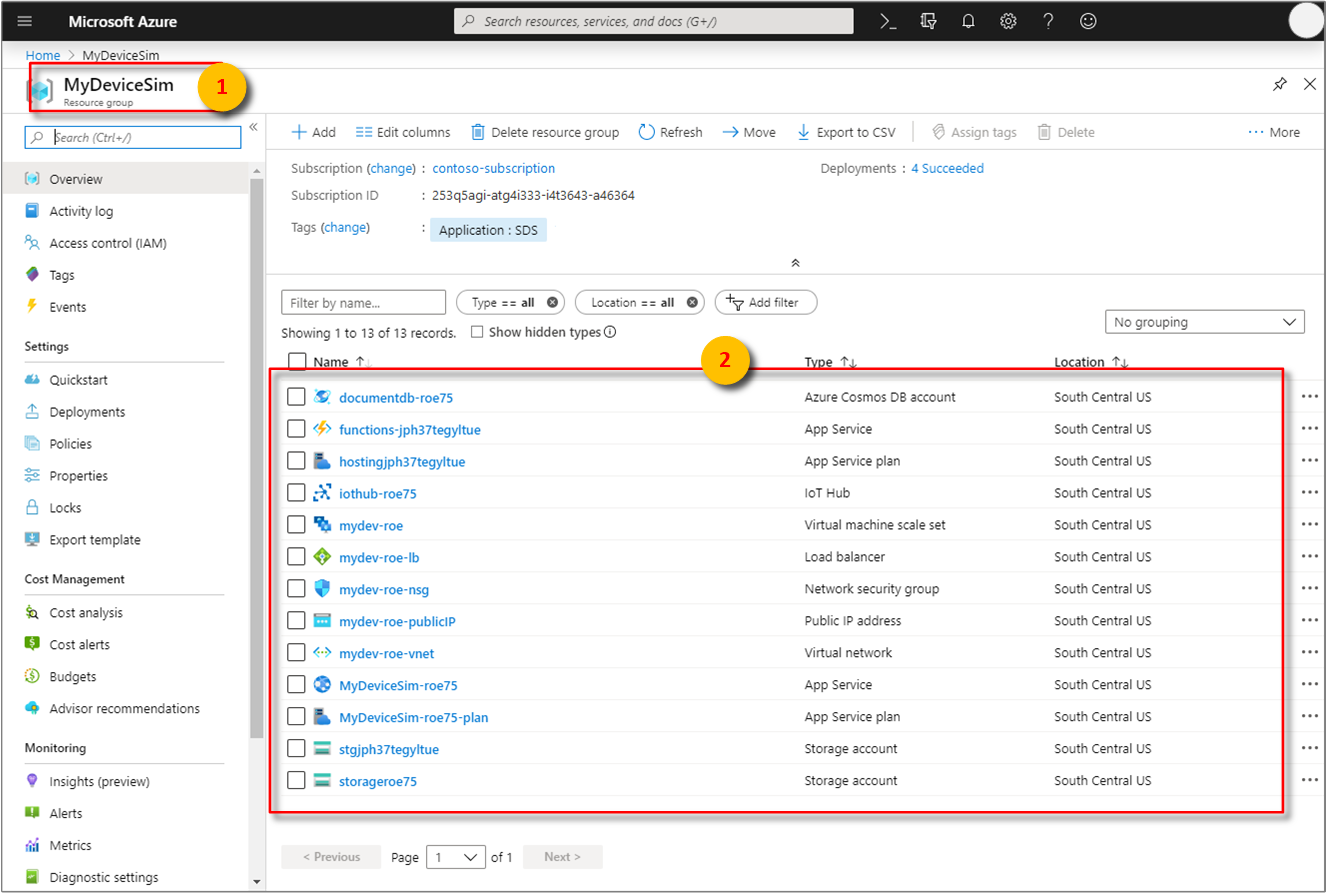 Microsoft Azure
Search resources, services, and docs (G+/)
Home > MyDeviceSim
MyDeviceSim
Resource group
1
Search (Ctrl+/)
Overview
Activity log
Access control (IAM)
Tags
Events
Settings
Quickstart
Deployments
Policies
Properties
Locks
Export template
Cost Management
Cost analysis
Cost alerts
Budgets
Advisor recommendations
Monitoring
Insights (preview)
Alerts
Metrics
Diagnostic settings
Add Edit columns Delete resource group Refresh Move Export to CSV Assign tags Delete More
Subscription (change) : contoso-subscription Deployments : 4 Succeeded
Subscription ID : 253q5agi-atg4i333-i4t3643-a46364
Tags (change) : Application : SDS
Filter by name... Type == all Location == all Add filter
Showing 1 to 13 of 13 records. Show hidden types No grouping
2
Name Type Location
documentdb-roe75 Azure Cosmos DB account South Central US
functions-jph37tegyltue App Service South Central US
hostingjph37tegyltue App Service plan South Central US
iothub-roe75 IoT Hub South Central US
mydev-roe Virtual machine scale set South Central US
mydev-roe-lb Load balancer South Central US
mydev-roe-nsg Network security group South Central US
mydev-roe-publicIP Public IP address South Central US
mydev-roe-vnet Virtual network South Central US
MyDeviceSim-roe75 App Service South Central US
MyDeviceSim-roe75-plan App Service plan South Central US
stgjph37tegyltue Storage account South Central US
storageroe75 Storage account South Central US
< Previous Page 1 of 1 Next >